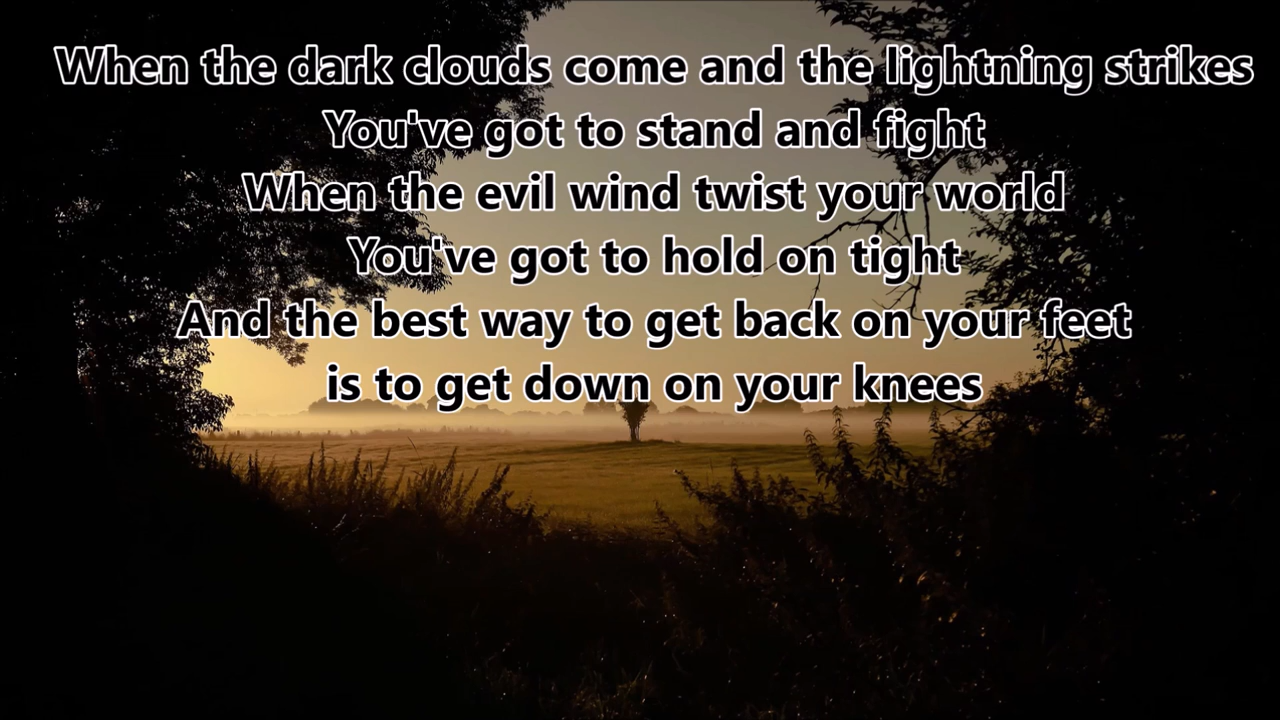 When the dark clouds come and the lightning strikes
You've got to stand and fight
When the evil wind twist your world
You've got to hold on tight
And the best way to get back on your feet
is to get down on your knees